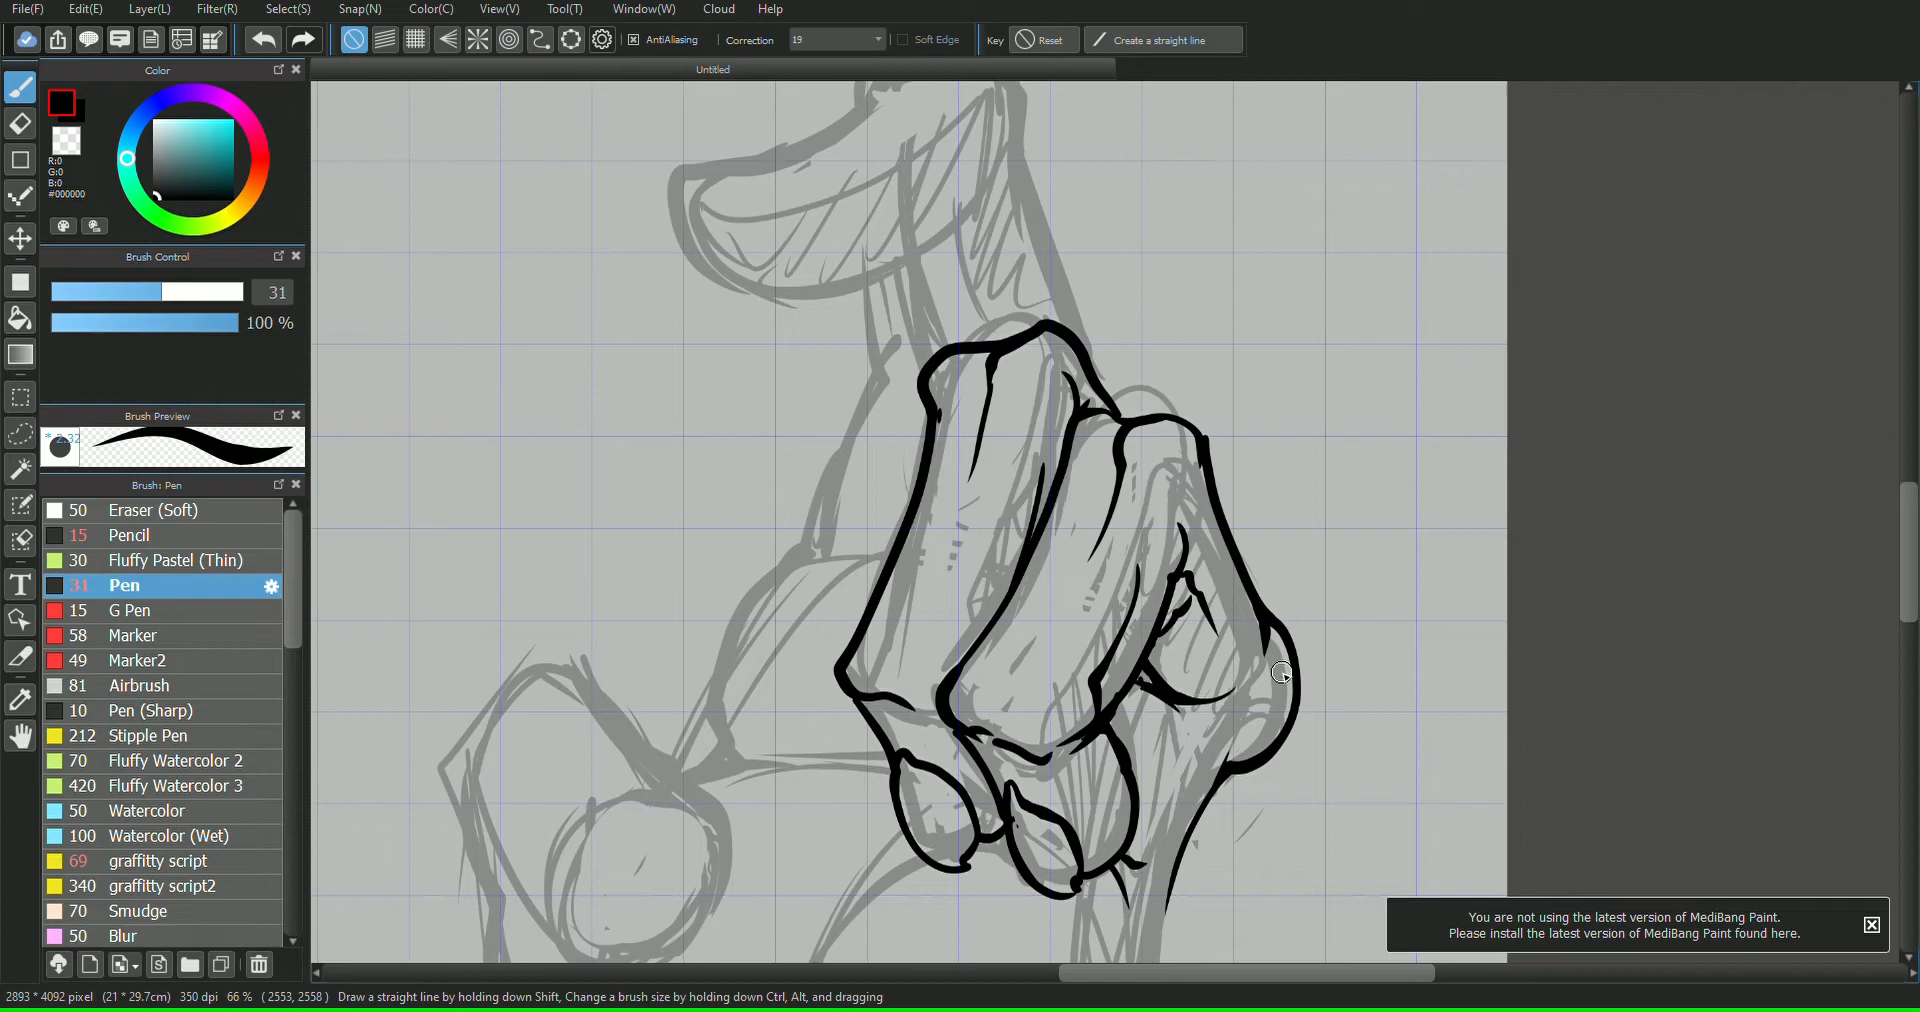 File(F) Edit(E) Layer(L) Filter(R) Select(S) Snap(N) Color(C) View(V) Tool(T) Window(W) Cloud Help
AntiAliasing Correction 19 Soft Edge Key Reset Create a straight line
Color
Untitled
R:0
G:0
B:0
#000000
Brush Control
31
100 %
Brush Preview
* 2.32
Brush: Pen
50 Eraser (Soft)
15 Pencil
30 Fluffy Pastel (Thin)
31 Pen
15 G Pen
58 Marker
49 Marker2
81 Airbrush
10 Pen (Sharp)
212 Stipple Pen
70 Fluffy Watercolor 2
420 Fluffy Watercolor 3
50 Watercolor
100 Watercolor (Wet)
69 graffitty script
340 graffitty script2
70 Smudge
50 Blur
You are not using the latest version of MediBang Paint.
Please install the latest version of MediBang Paint found here.
2893 * 4092 pixel (21 * 29.7cm) 350 dpi 66 % ( 2553, 2558 ) Draw a straight line by holding down Shift, Change a brush size by holding down Ctrl, Alt, and dragging